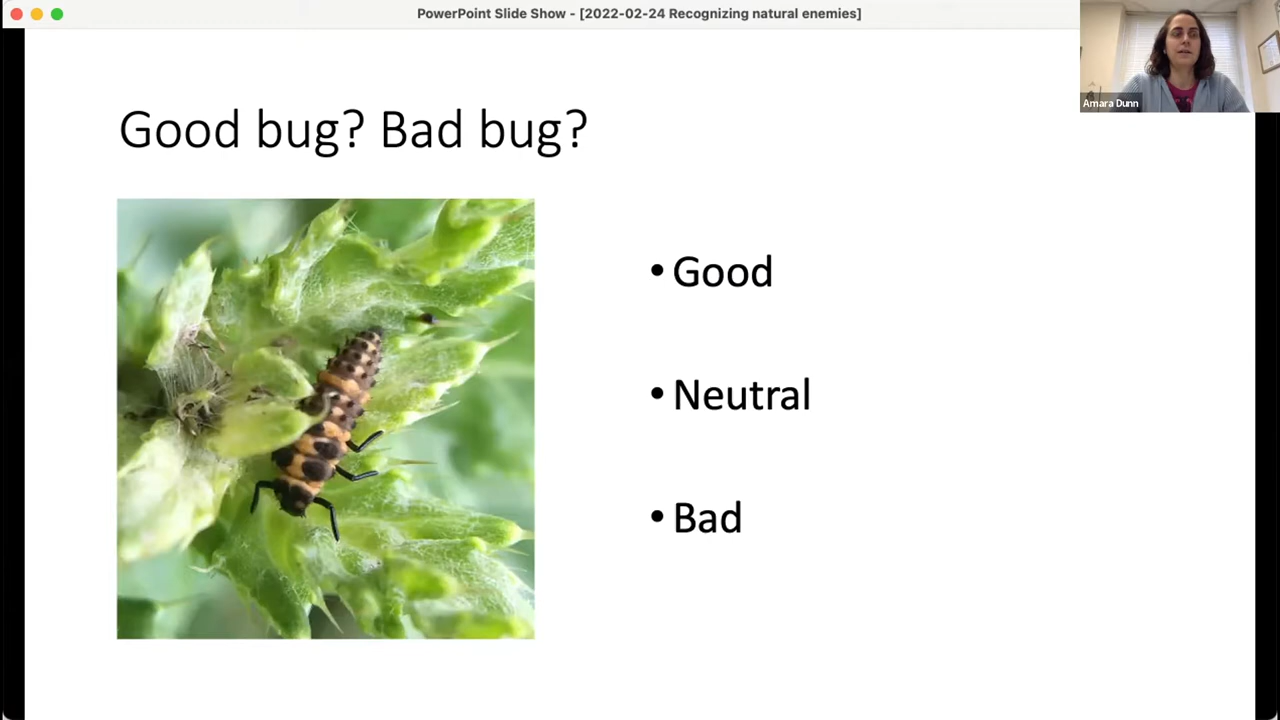 PowerPoint Slide Show - [2022-02-24 Recognizing natural enemies]
Amara Dunn
Good bug? Bad bug?
• Good
• Neutral
• Bad